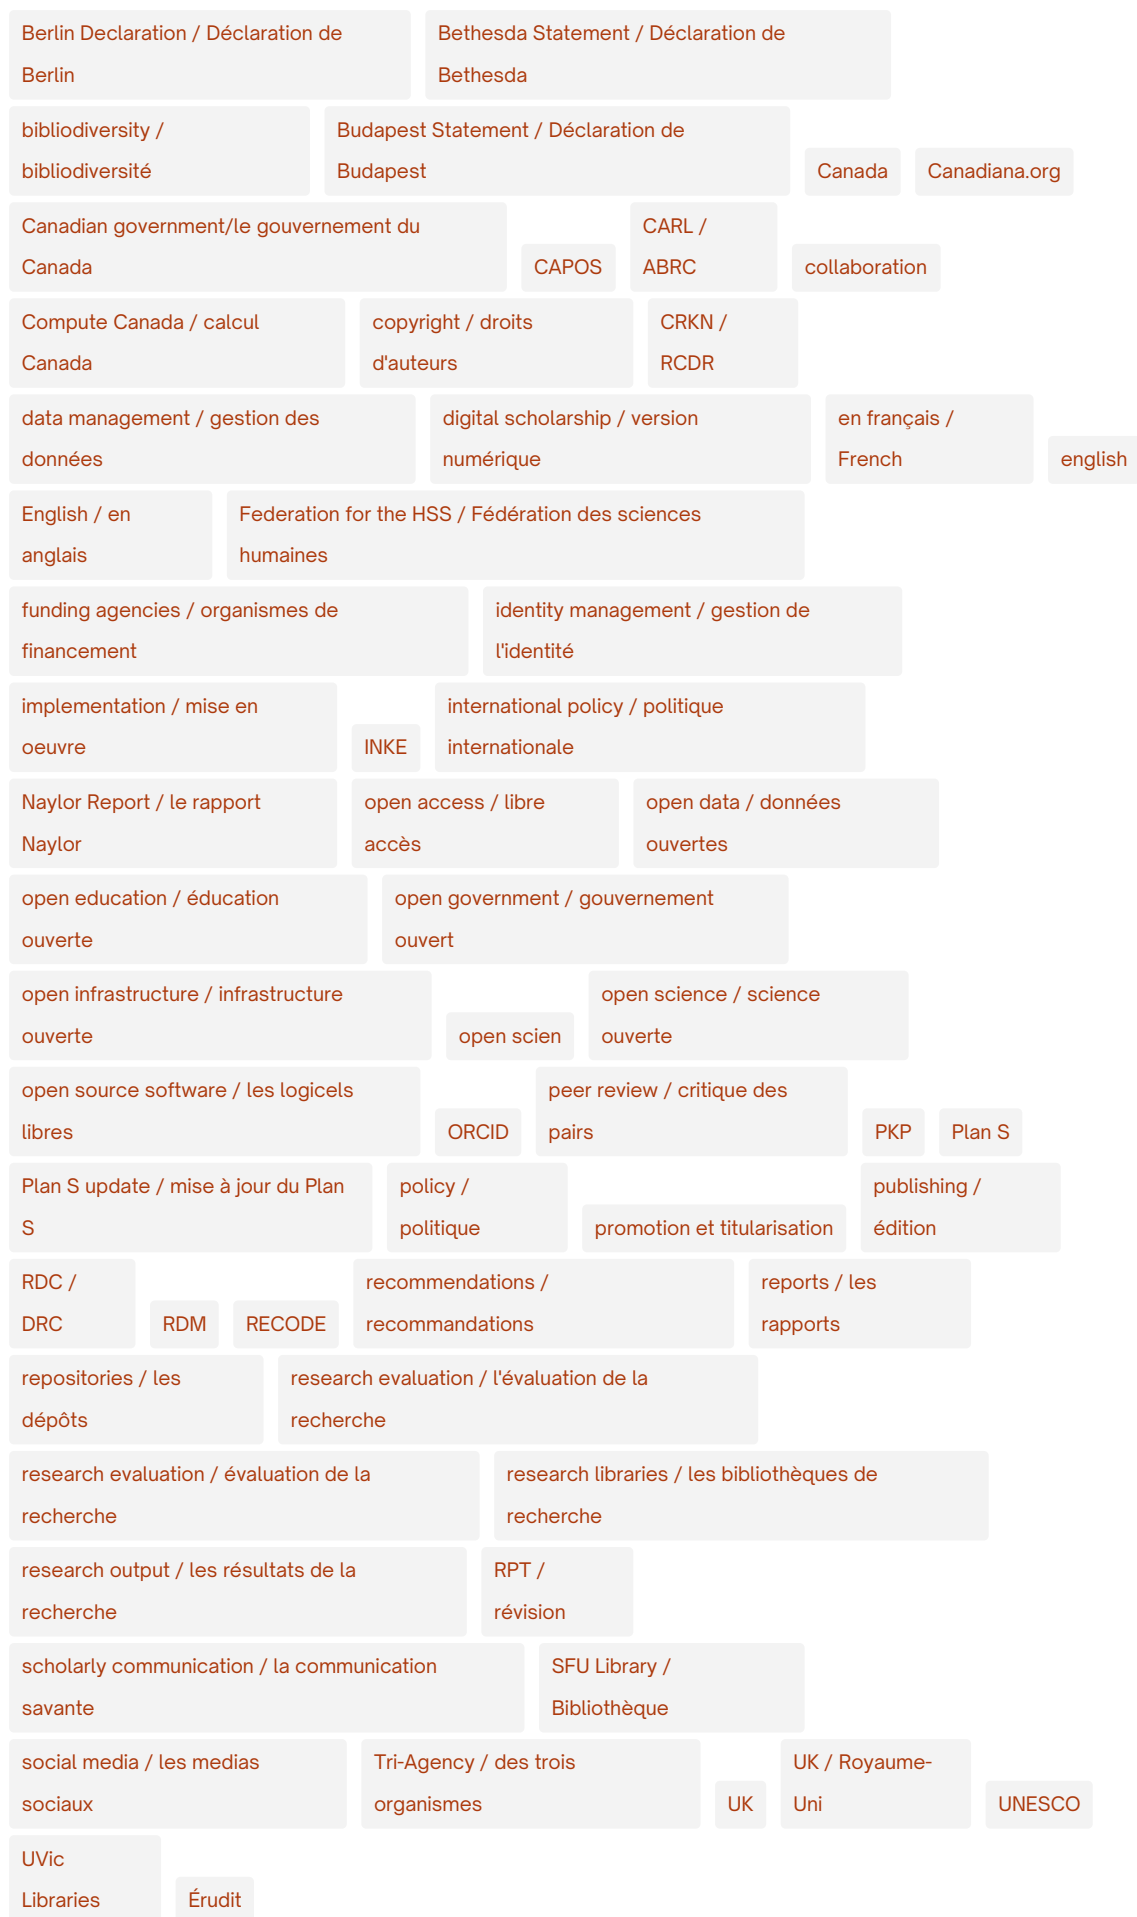 Berlin Declaration / Déclaration de
Berlin
Bethesda Statement / Déclaration de
Bethesda
bibliodiversity /
bibliodiversité
Budapest Statement / Déclaration de
Budapest
Canada
Canadiana.org
Canadian government/le gouvernement du
Canada
CAPOS
CARL /
ABRC
collaboration
Compute Canada / calcul
Canada
copyright / droits
d'auteurs
CRKN /
RCDR
data management / gestion des
données
digital scholarship / version
numérique
en français /
French
english
English / en
anglais
Federation for the HSS / Fédération des sciences
humaines
funding agencies / organismes de
financement
identity management / gestion de
l'identité
implementation / mise en
oeuvre
INKE
international policy / politique
internationale
Naylor Report / le rapport
Naylor
open access / libre
accès
open data / données
ouvertes
open education / éducation
ouverte
open government / gouvernement
ouvert
open infrastructure / infrastructure
ouverte
open scien
open science / science
ouverte
open source software / les logicels
libres
ORCID
peer review / critique des
pairs
PKP
Plan S
Plan S update / mise à jour du Plan
S
policy /
politique
promotion et titularisation
publishing /
édition
RDC /
DRC
RDM
RECODE
recommendations /
recommandations
reports / les
rapports
repositories / les
dépôts
research evaluation / l'évaluation de la
recherche
research evaluation / évaluation de la
recherche
research libraries / les bibliothèques de
recherche
research output / les résultats de la
recherche
RPT /
révision
scholarly communication / la communication
savante
SFU Library /
Bibliothèque
social media / les medias
sociaux
Tri-Agency / des trois
organismes
UK
UK / Royaume-
Uni
UNESCO
UVic
Libraries
Érudit